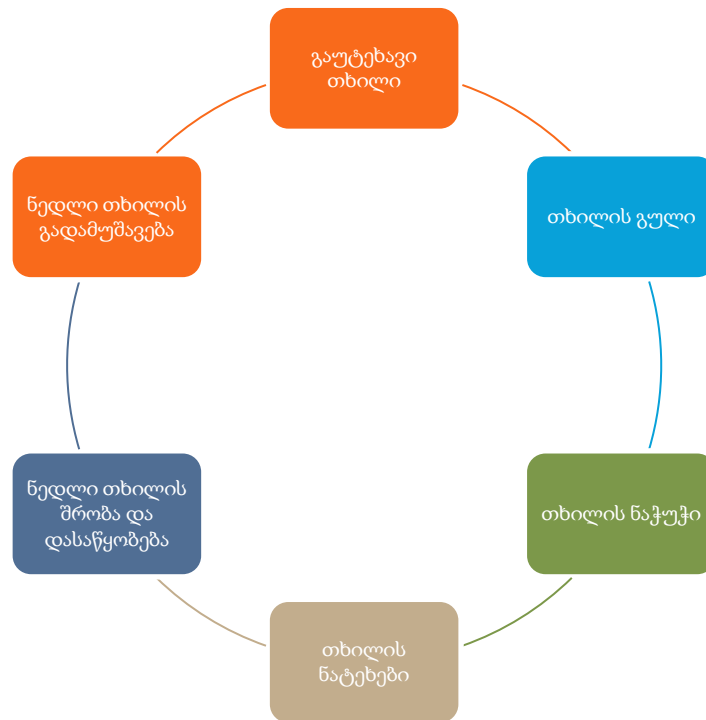 გაუტეხავი
თხილი
თხილის გული
თხილის ნაჭუჭი
თხილის
ნატეხები
ნედლი თხილის
შრობა და
დასაწყობება
ნედლი თხილის
გადამუშავება